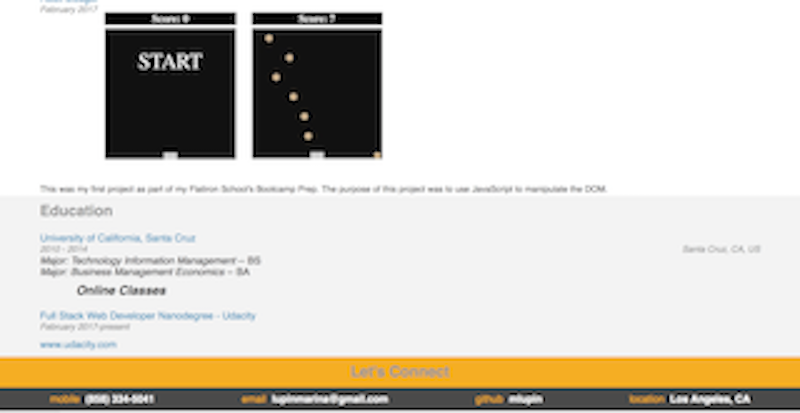 February 2017
Score: 0
Score: 7
START
This was my first project as part of my Flatiron School's Bootcamp Prep. The purpose of this project was to use JavaScript to manipulate the DOM.
Education
University of California, Santa Cruz
2010 - 2014
Santa Cruz, CA, US
Major: Technology Information Management – BS
Major: Business Management Economics – BA
Online Classes
Full Stack Web Developer Nanodegree - Udacity
February 2017-present
www.udacity.com
Let's Connect
mobile (858) 334-5041 email lupinmarina@gmail.com github mlupin location Los Angeles, CA